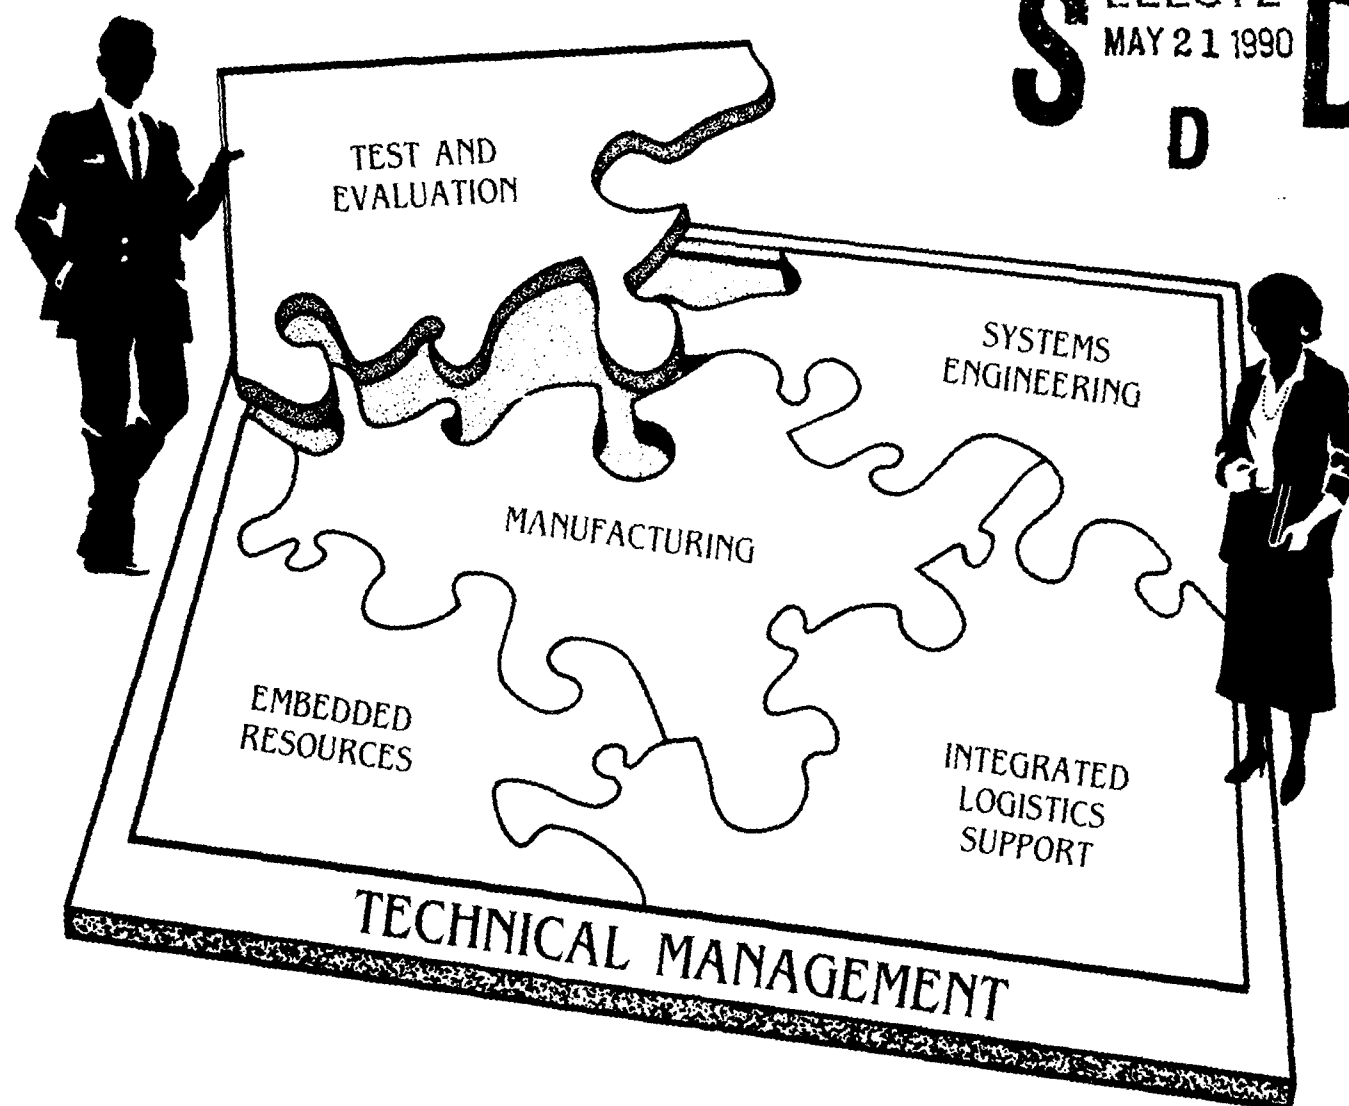 S D
MAY 21 1990
D
TEST AND
EVALUATION
SYSTEMS
ENGINEERING
MANUFACTURING
EMBEDDED
RESOURCES
INTEGRATED
LOGISTICS
SUPPORT
TECHNICAL MANAGEMENT